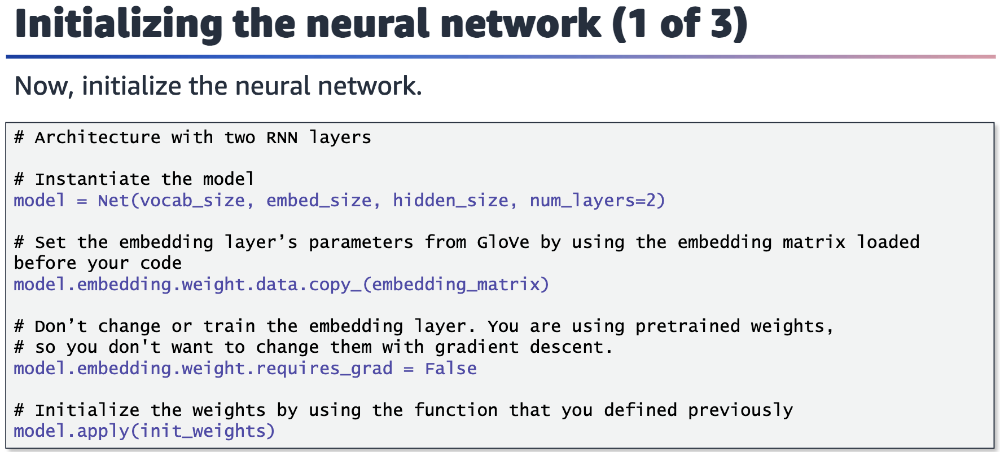 Initializing the neural network (1 of 3)
Now, initialize the neural network.
# Architecture with two RNN layers
# Instantiate the model
model = Net(vocab_size, embed_size, hidden_size, num_layers=2)
# Set the embedding layer’s parameters from GloVe by using the embedding matrix loaded
before your code
model.embedding.weight.data.copy_(embedding_matrix)
# Don’t change or train the embedding layer. You are using pretrained weights,
# so you don't want to change them with gradient descent.
model.embedding.weight.requires_grad = False
# Initialize the weights by using the function that you defined previously
model.apply(init_weights)